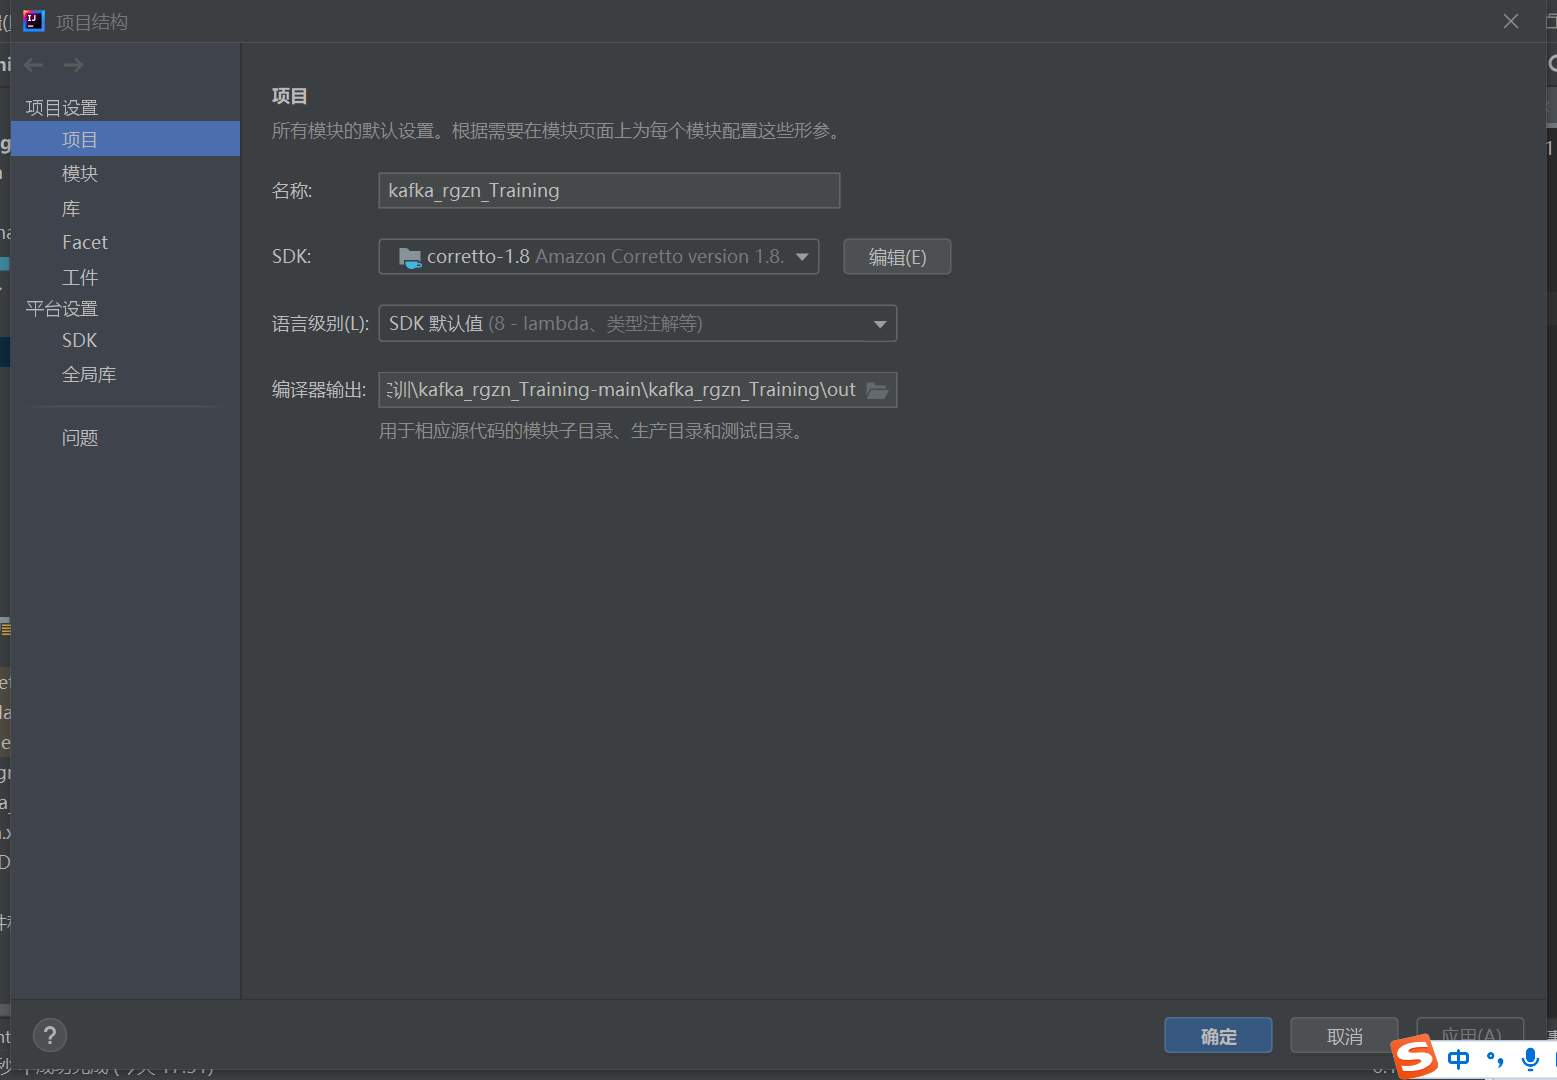 项目结构
项目设置
项目
模块
库
Facet
工件
平台设置
SDK
全局库
问题
项目
所有模块的默认设置。根据需要在模块页面上为每个模块配置这些形参。
名称:
kafka_rgzn_Training
SDK:
corretto-1.8 Amazon Corretto version 1.8.
编辑(E)
语言级别(L):
SDK 默认值 (8 - lambda、类型注解等)
编译器输出:
训\kafka_rgzn_Training-main\kafka_rgzn_Training\out
用于相应源代码的模块子目录、生产目录和测试目录。
?
确定
取消
应用(A)
中